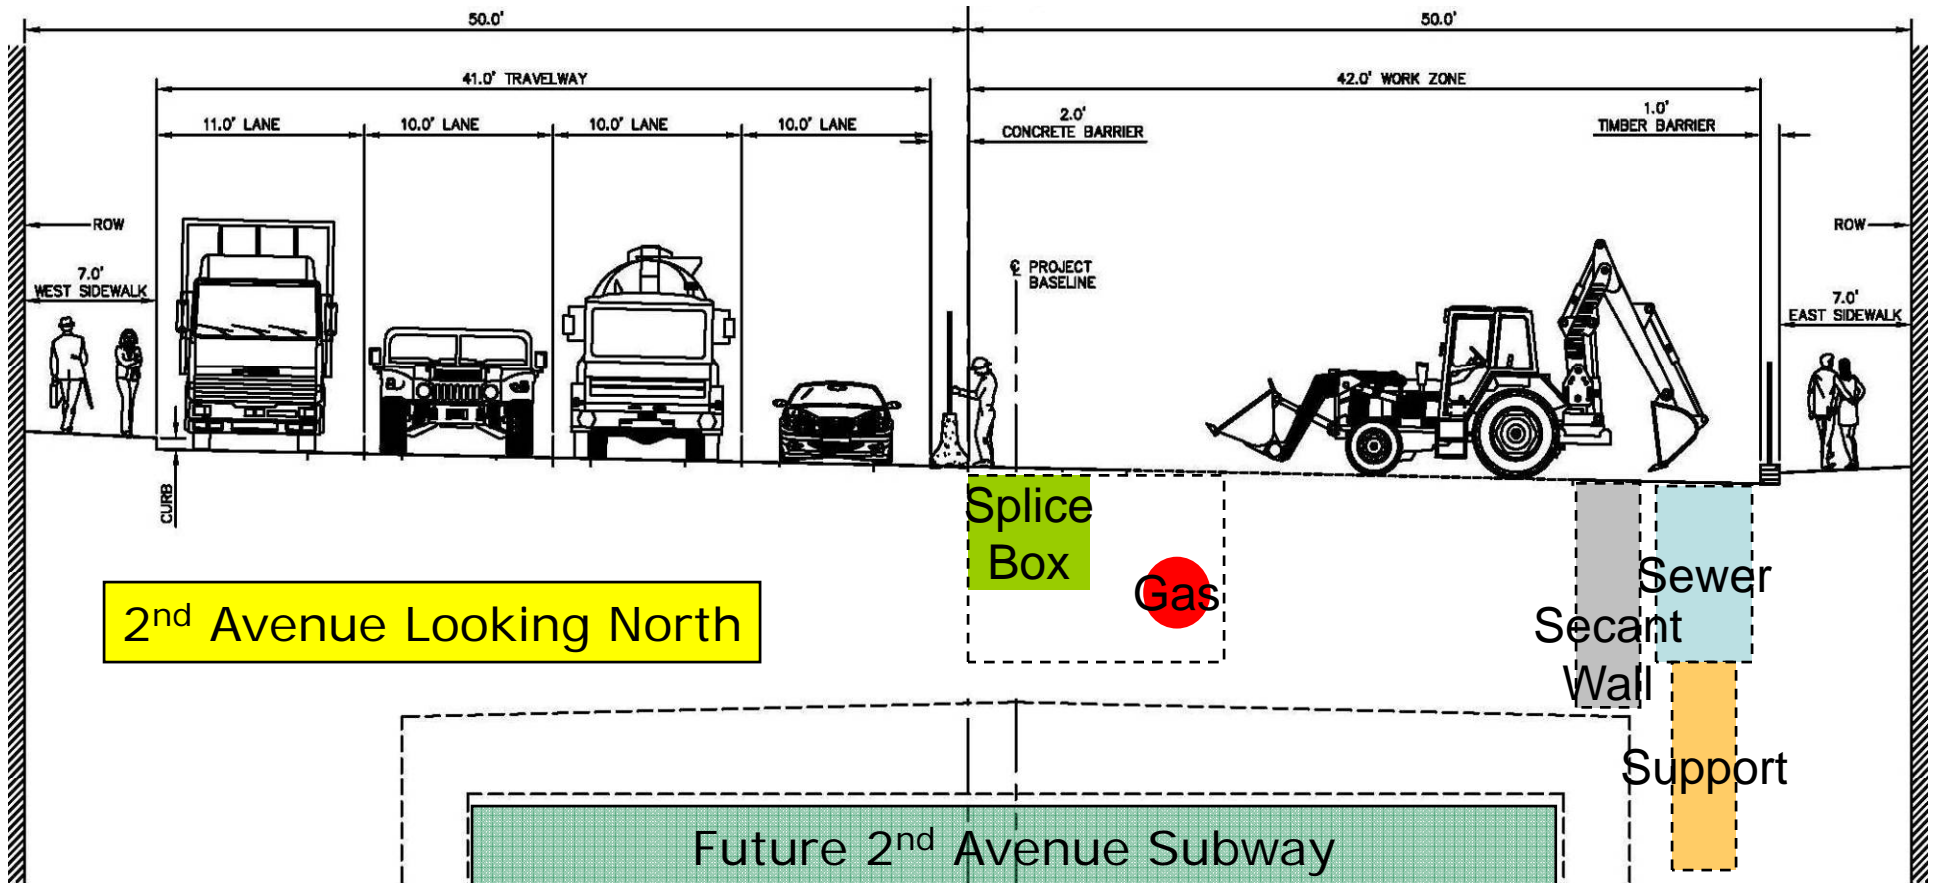 50.0'
50.0'
41.0' TRAVELWAY
42.0' WORK ZONE
11.0' LANE
10.0' LANE
10.0' LANE
10.0' LANE
2.0'
CONCRETE BARRIER
1.0'
TIMBER BARRIER
ROW
ROW
7.0'
WEST SIDEWALK
℄ PROJECT
BASELINE
7.0'
EAST SIDEWALK
CURB
Splice
Box
Gas
Sewer
Secant
Wall
2nd Avenue Looking North
Support
Future 2nd Avenue Subway